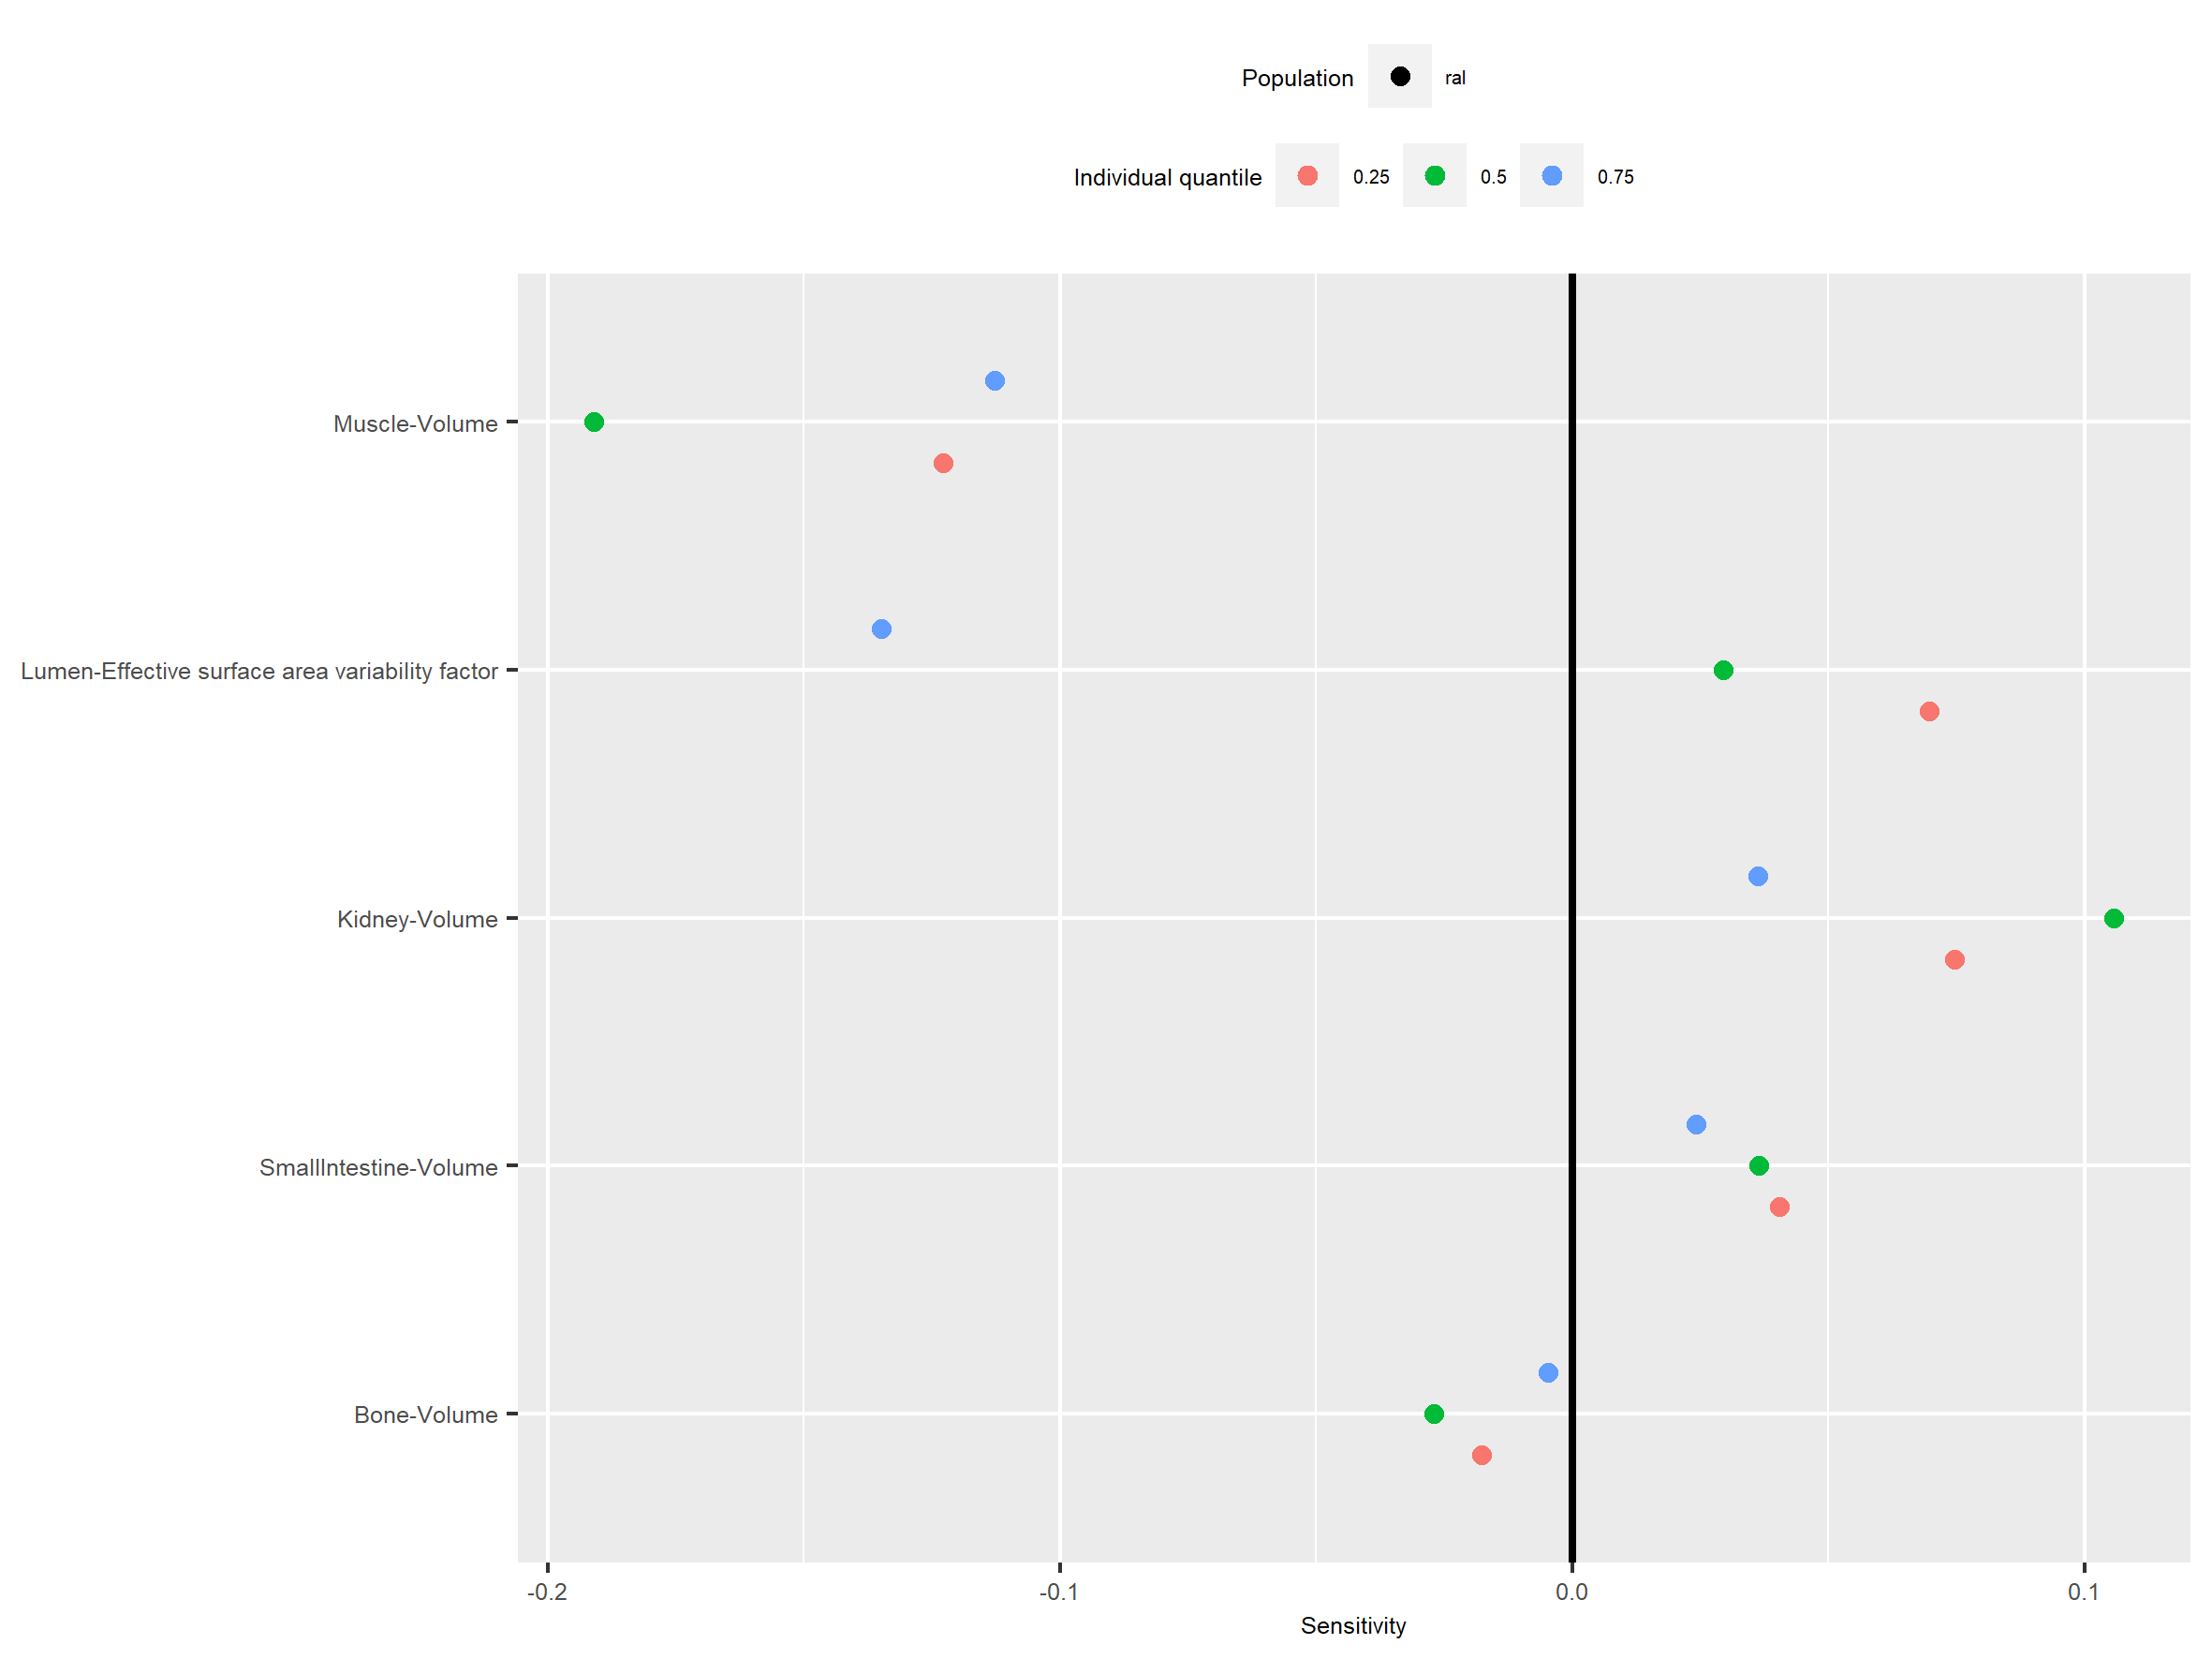 Population ral
Individual quantile 0.25 0.5 0.75
Muscle-Volume
Lumen-Effective surface area variability factor
Kidney-Volume
SmallIntestine-Volume
Bone-Volume
-0.2 -0.1 0.0 0.1
Sensitivity